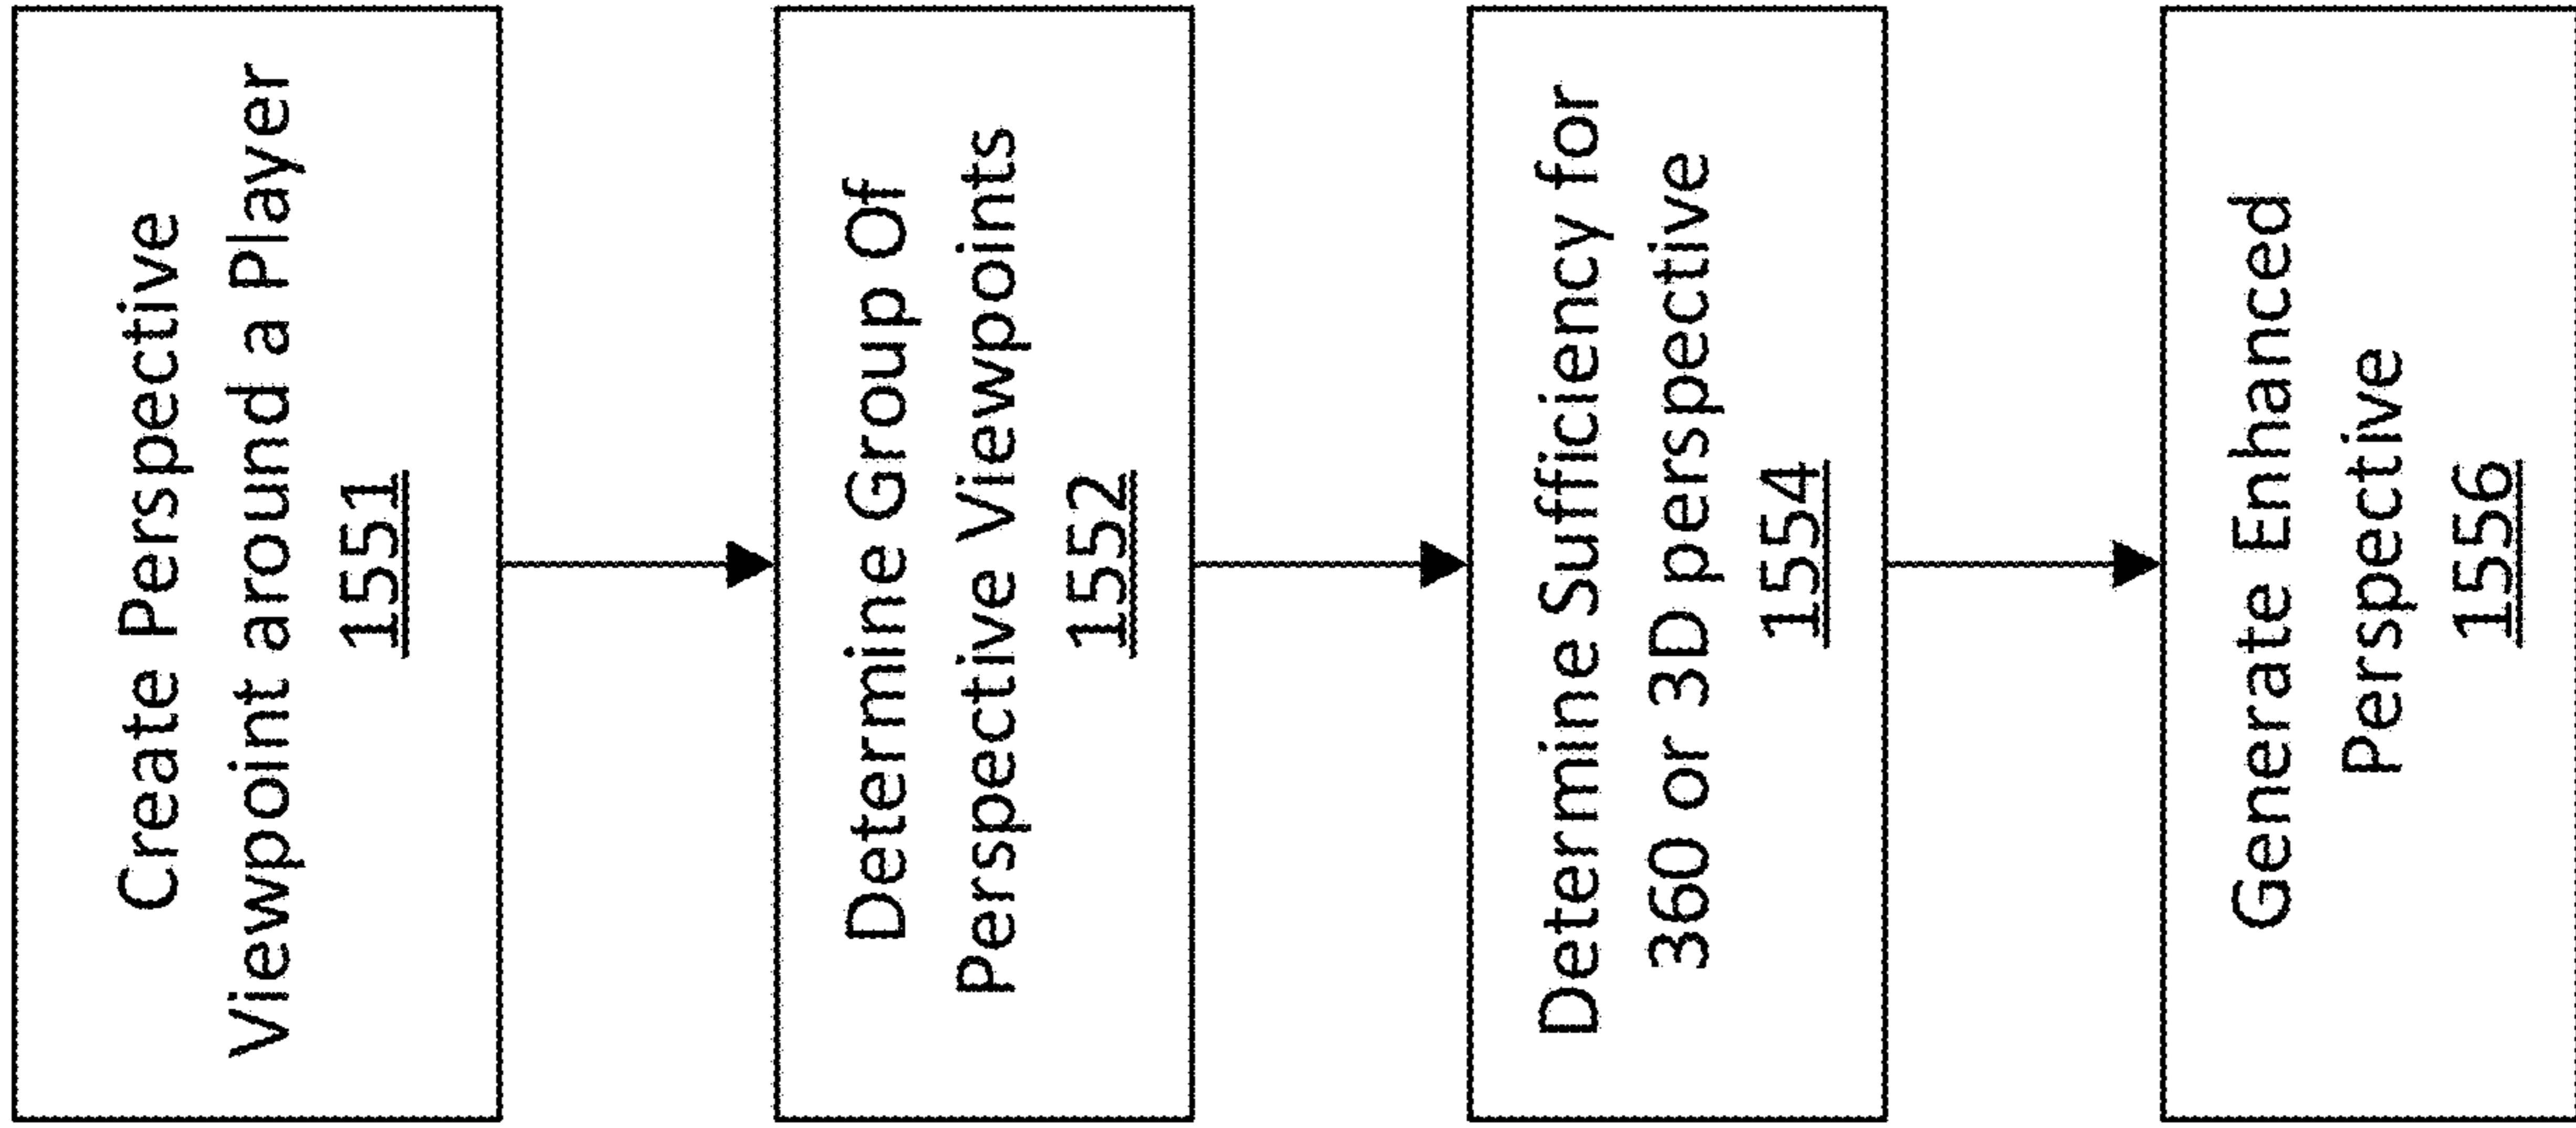 Create Perspective
Viewpoint around a Player
1551
Determine Group Of
Perspective Viewpoints
1552
Determine Sufficiency for
360 or 3D perspective
1554
Generate Enhanced
Perspective
1556